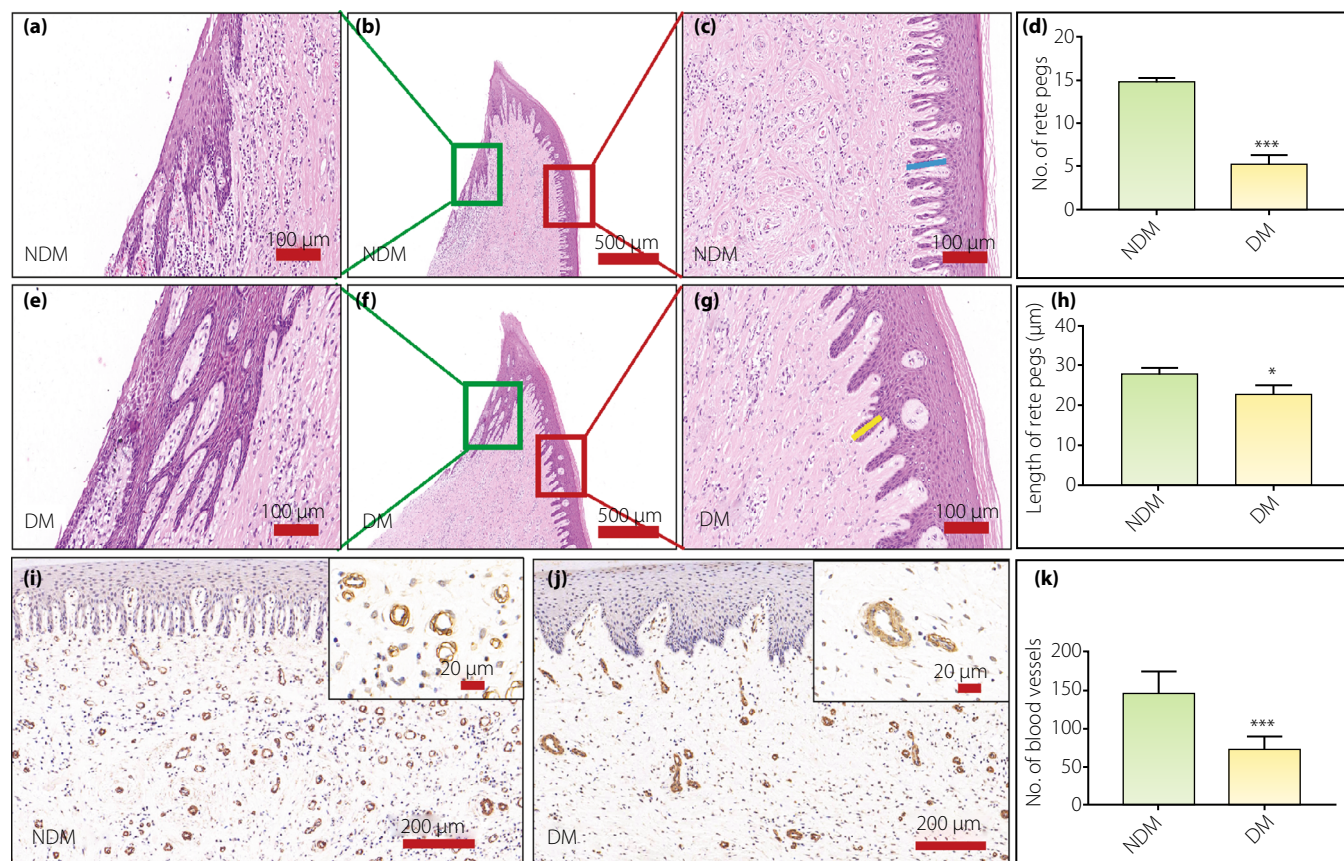 (a)
NDM
100 µm
(b)
NDM
500 µm
(c)
NDM
100 µm
(d)
No. of rete pegs
20
15
10
5
0
***
NDM
DM
(e)
DM
100 µm
(f)
DM
500 µm
(g)
DM
100 µm
(h)
Length of rete pegs (µm)
40
30
20
10
0
*
NDM
DM
(i)
20 µm
NDM
200 µm
(j)
20 µm
DM
200 µm
(k)
No. of blood vessels
200
150
100
50
0
***
NDM
DM